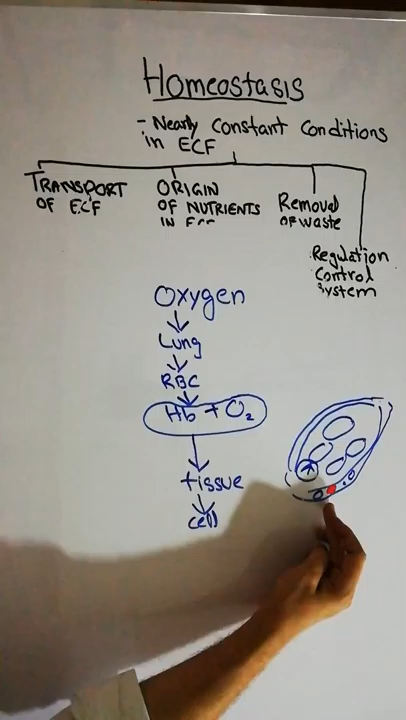 Homeostasis
- Nearly Constant Conditions
in ECF
TRANSPORT
OF ECF
ORIGIN
OF NUTRIENTS
IN
Removal
OF waste
Regulation
Control
System
Oxygen
Lung
RBC
Hb + O₂
tissue
cell